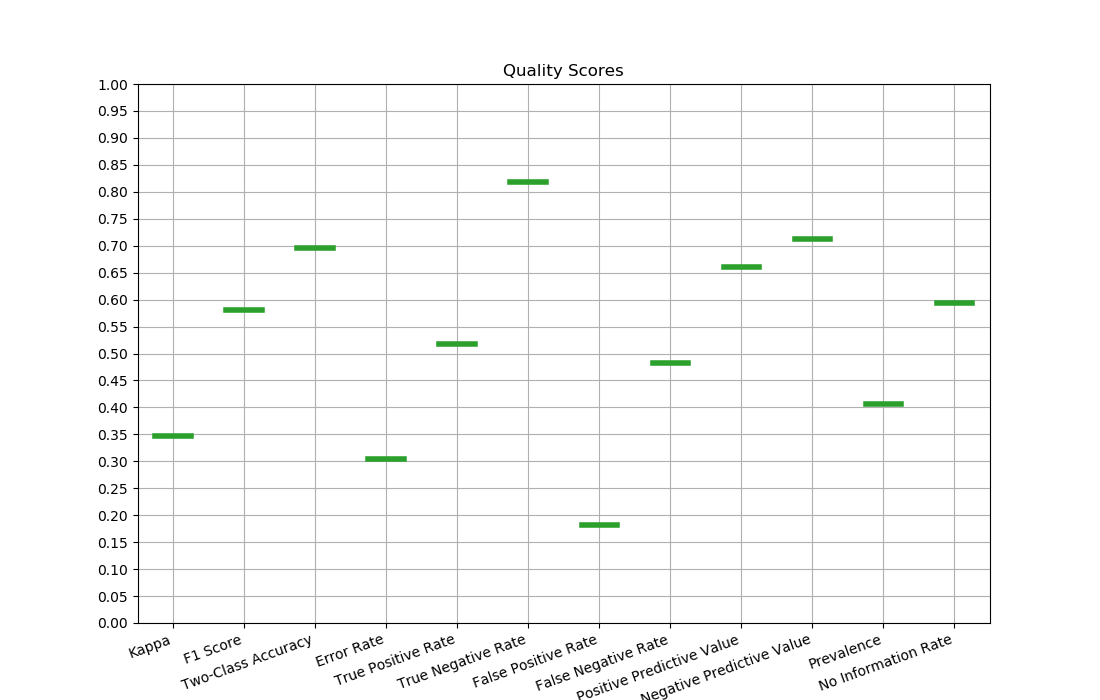 Quality Scores
1.00
0.95
0.90
0.85
0.80
0.75
0.70
0.65
0.60
0.55
0.50
0.45
0.40
0.35
0.30
0.25
0.20
0.15
0.10
0.05
0.00
Kappa
F1 Score
Two-Class Accuracy
Error Rate
True Positive Rate
True Negative Rate
False Positive Rate
False Negative Rate
Positive Predictive Value
Negative Predictive Value
Prevalence
No Information Rate